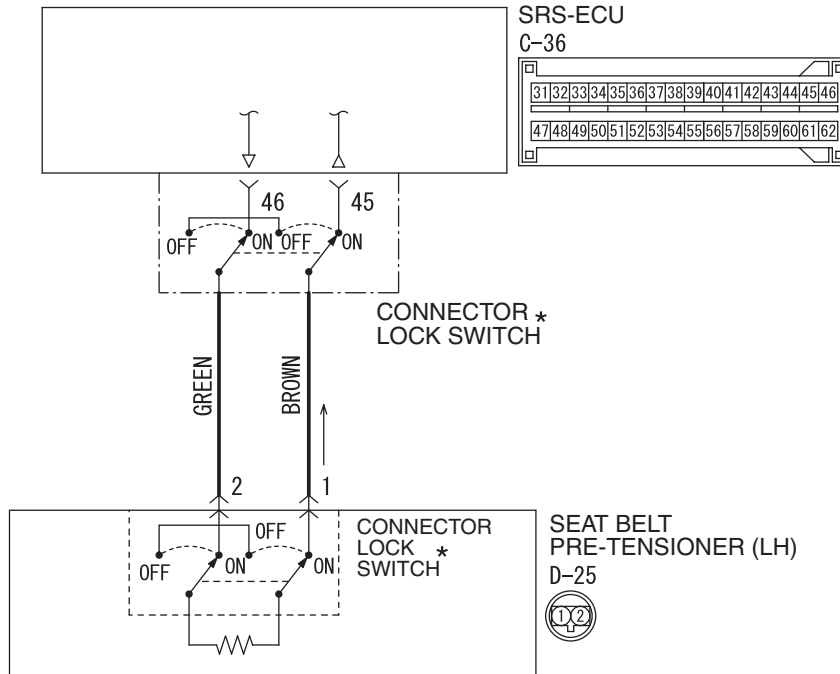 SRS-ECU
C-36
31 32 33 34 35 36 37 38 39 40 41 42 43 44 45 46
47 48 49 50 51 52 53 54 55 56 57 58 59 60 61 62
46 45
OFF ON OFF ON
CONNECTOR *
LOCK SWITCH
GREEN
BROWN
2 1
CONNECTOR
LOCK *
SWITCH
OFF
OFF ON ON
SEAT BELT
PRE-TENSIONER (LH)
D-25
1 2